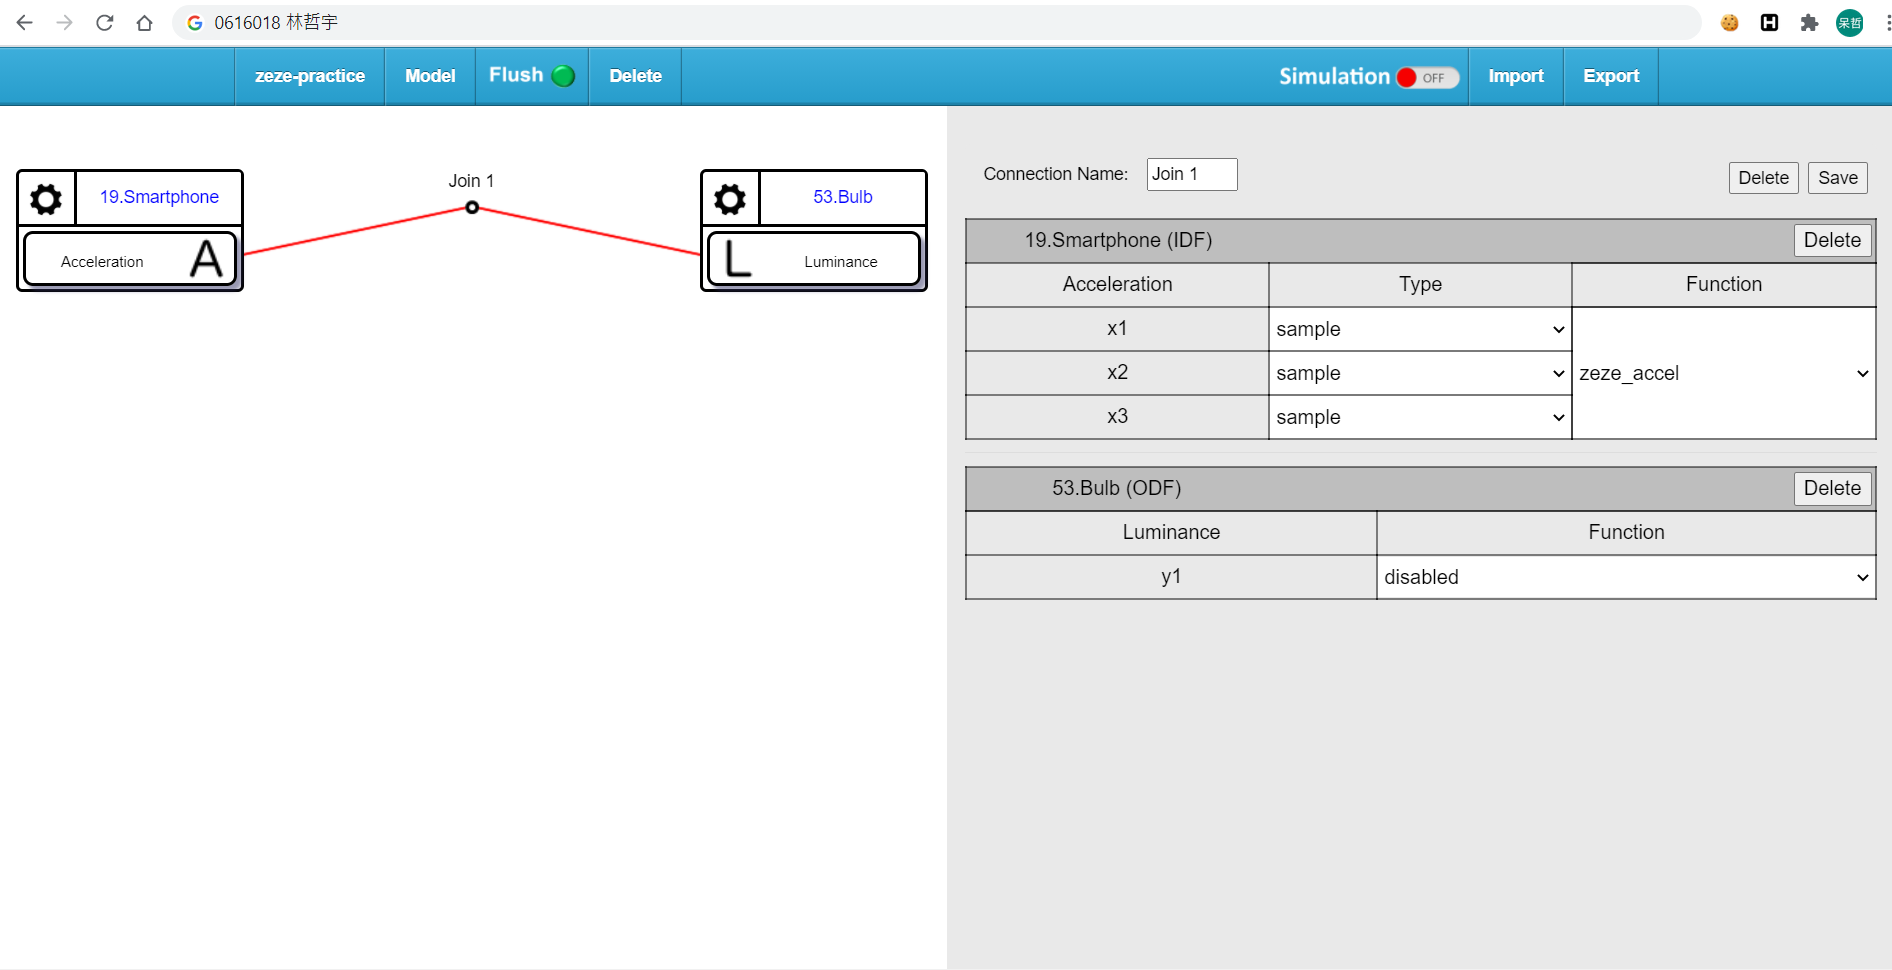 0616018 林哲宇
呆哲
zeze-practice Model Flush Delete Simulation OFF Import Export
19.Smartphone
Acceleration A
Join 1
53.Bulb
L Luminance
Connection Name: Join 1 Delete Save
19.Smartphone (IDF) Delete
Acceleration Type Function
x1 sample
x2 sample zeze_accel
x3 sample
53.Bulb (ODF) Delete
Luminance Function
y1 disabled